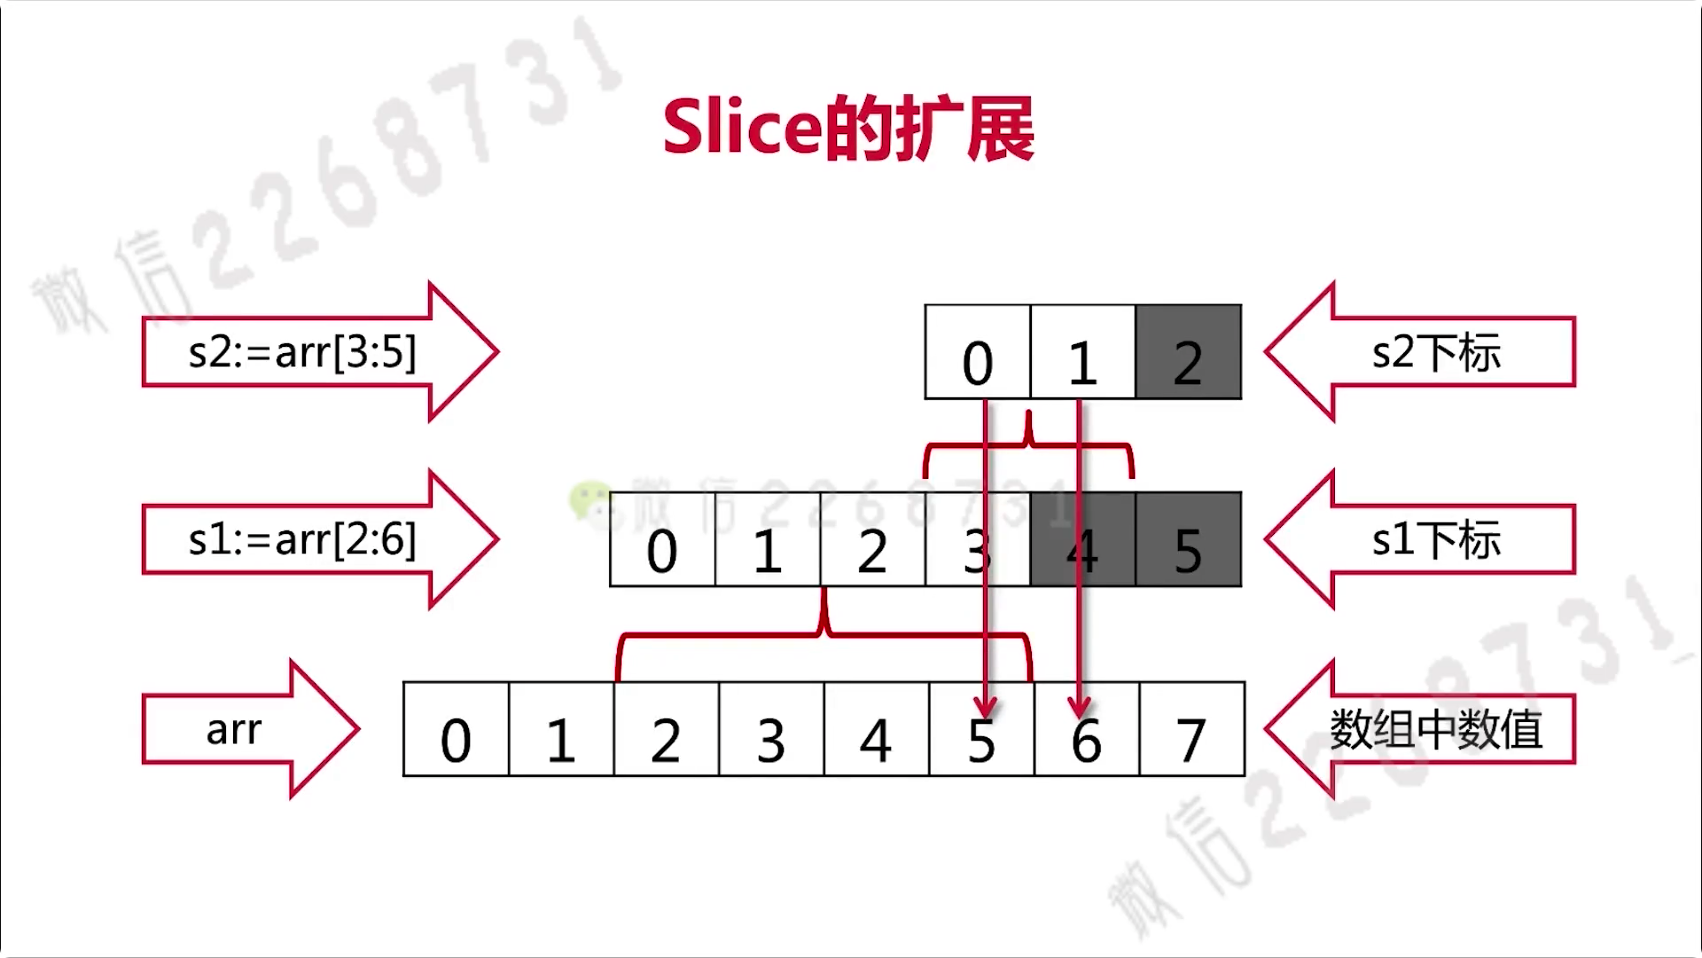 微信2268731
Slice的扩展
s2:=arr[3:5]
0 1 2
s2下标
微信2268731
s1:=arr[2:6]
0 1 2 3 4 5
s1下标
arr
0 1 2 3 4 5 6 7
数组中数值
微信2268731